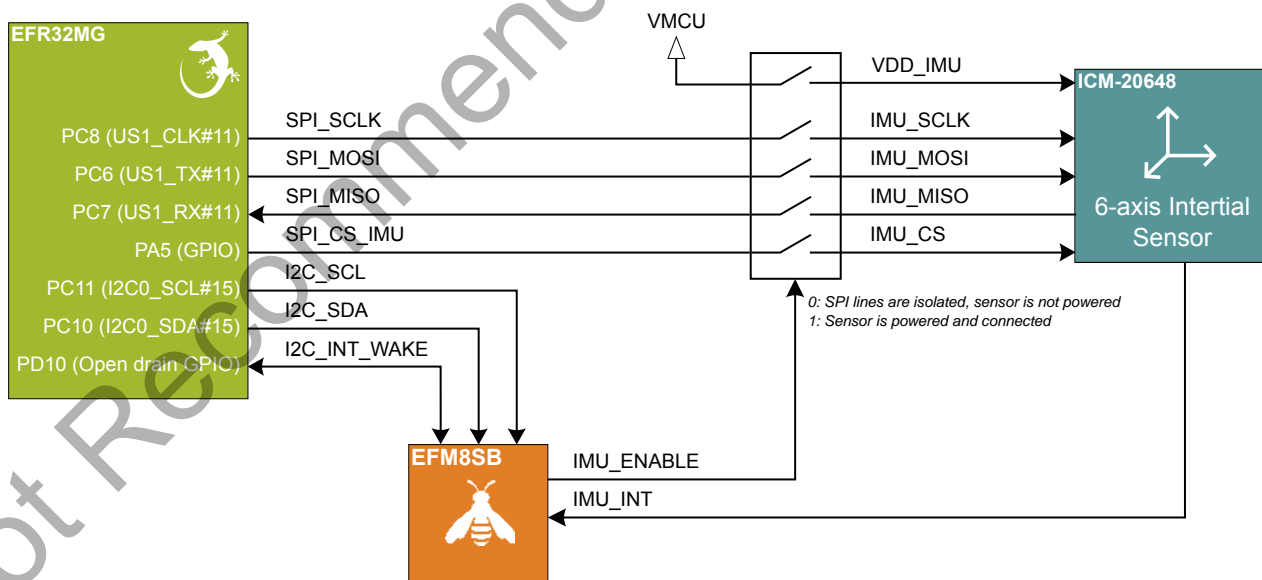 VMCU
EFR32MG
VDD_IMU
ICM-20648
SPI_SCLK
IMU_SCLK
PC8 (US1_CLK#11)
SPI_MOSI
IMU_MOSI
PC6 (US1_TX#11)
SPI_MISO
IMU_MISO
PC7 (US1_RX#11)
6-axis Intertial
Sensor
SPI_CS_IMU
IMU_CS
PA5 (GPIO)
I2C_SCL
PC11 (I2C0_SCL#15)
0: SPI lines are isolated, sensor is not powered
1: Sensor is powered and connected
I2C_SDA
PC10 (I2C0_SDA#15)
I2C_INT_WAKE
PD10 (Open drain GPIO)
EFM8SB
IMU_ENABLE
IMU_INT